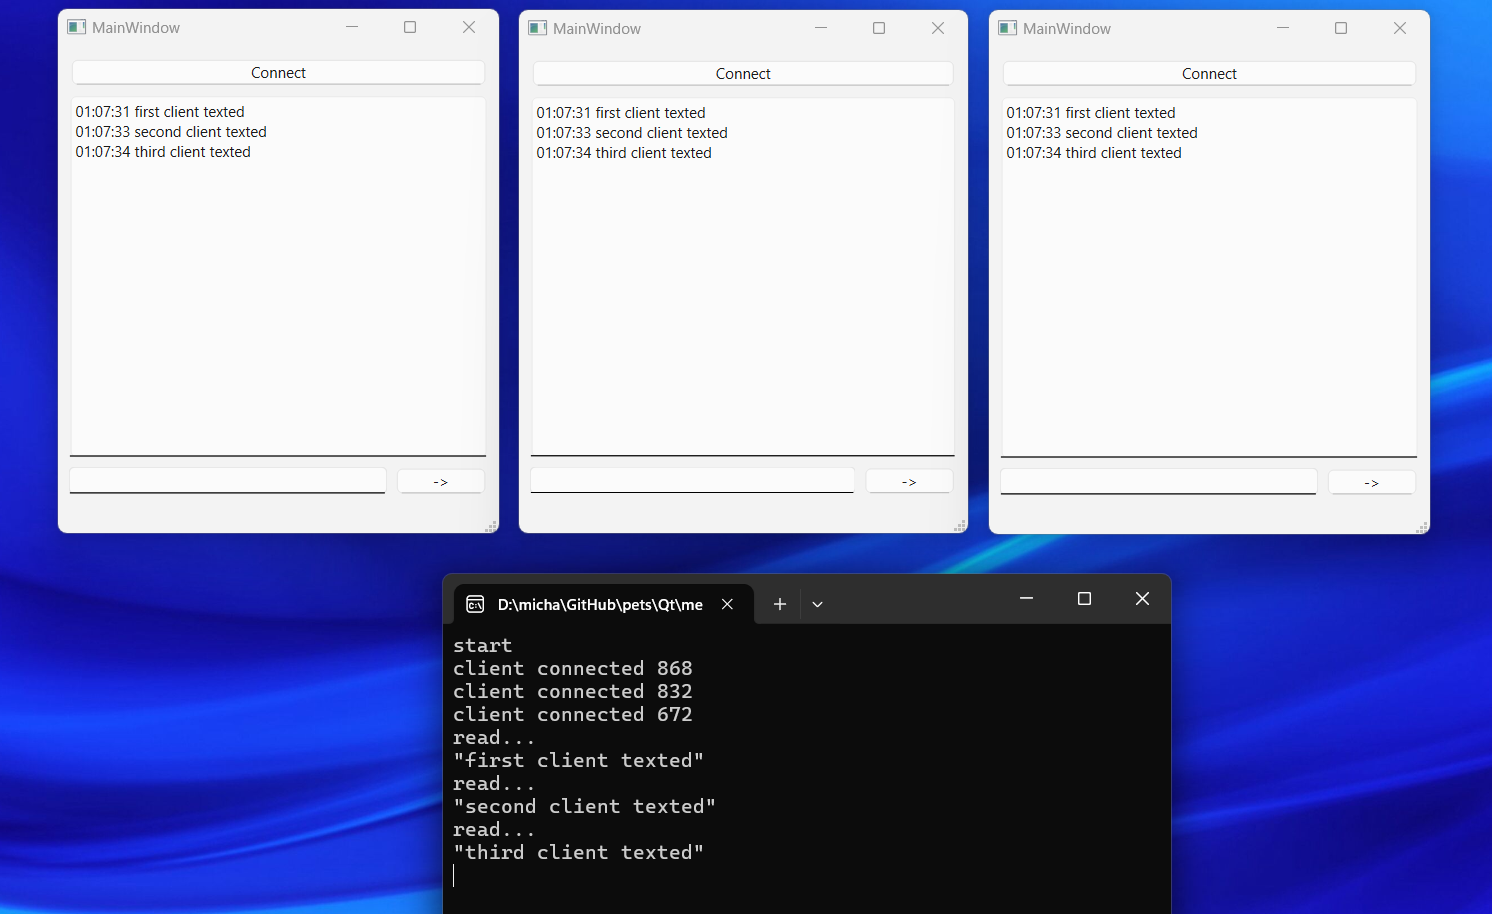 MainWindow
Connect
01:07:31 first client texted
01:07:33 second client texted
01:07:34 third client texted
->
MainWindow
Connect
01:07:31 first client texted
01:07:33 second client texted
01:07:34 third client texted
->
MainWindow
Connect
01:07:31 first client texted
01:07:33 second client texted
01:07:34 third client texted
->
D:\micha\GitHub\pets\Qt\me
start
client connected 868
client connected 832
client connected 672
read...
"first client texted"
read...
"second client texted"
read...
"third client texted"